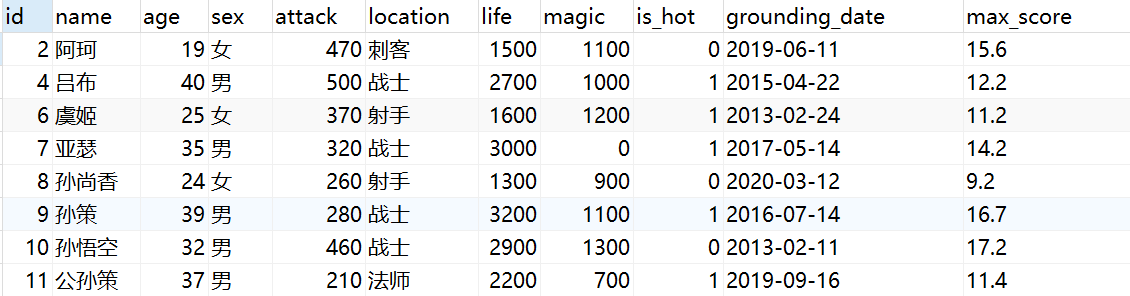 id name age sex attack location life magic is_hot grounding_date max_score
2 阿珂 19 女 470 刺客 1500 1100 0 2019-06-11 15.6
4 吕布 40 男 500 战士 2700 1000 1 2015-04-22 12.2
6 虞姬 25 女 370 射手 1600 1200 1 2013-02-24 11.2
7 亚瑟 35 男 320 战士 3000 0 1 2017-05-14 14.2
8 孙尚香 24 女 260 射手 1300 900 0 2020-03-12 9.2
9 孙策 39 男 280 战士 3200 1100 1 2016-07-14 16.7
10 孙悟空 32 男 460 战士 2900 1300 0 2013-02-11 17.2
11 公孙策 37 男 210 法师 2200 700 1 2019-09-16 11.4